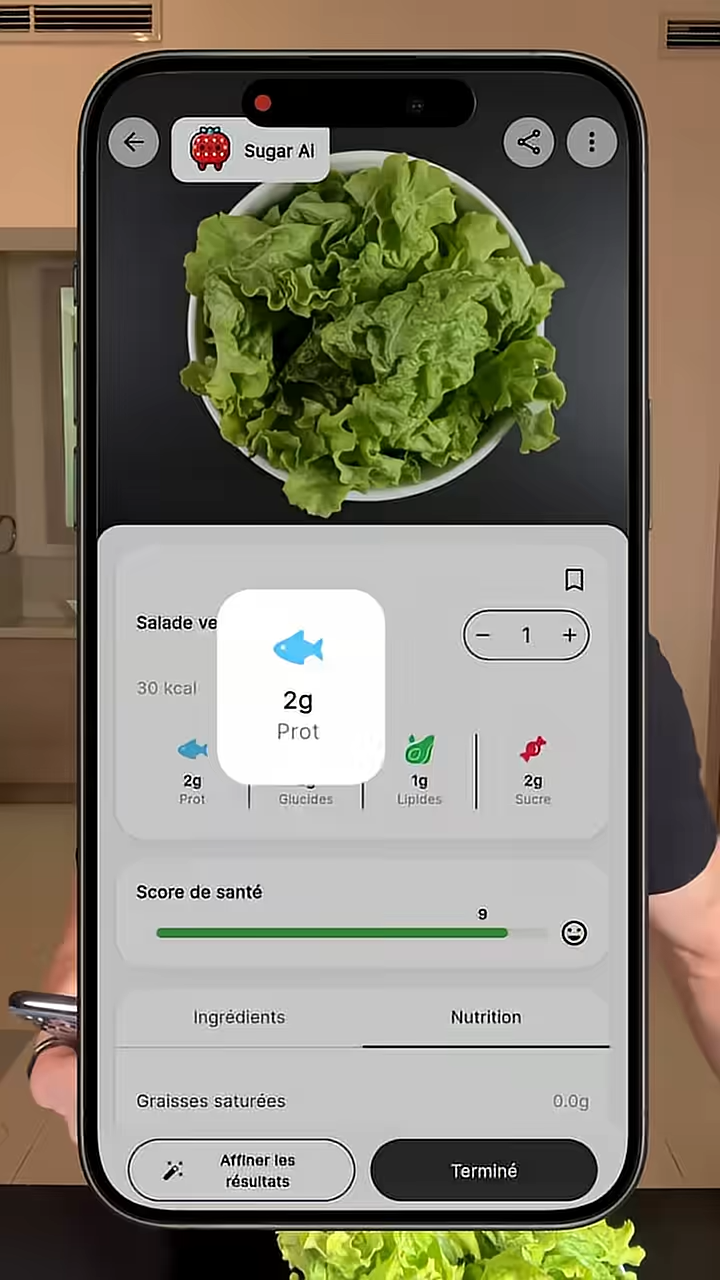 Sugar AI
Salade ve
1
30 kcal
2g
Prot
2g
Prot
Glucides
1g
Lipides
2g
Sucre
Score de santé
9
Ingrédients
Nutrition
Graisses saturées
0.0g
Affiner les
résultats
Terminé